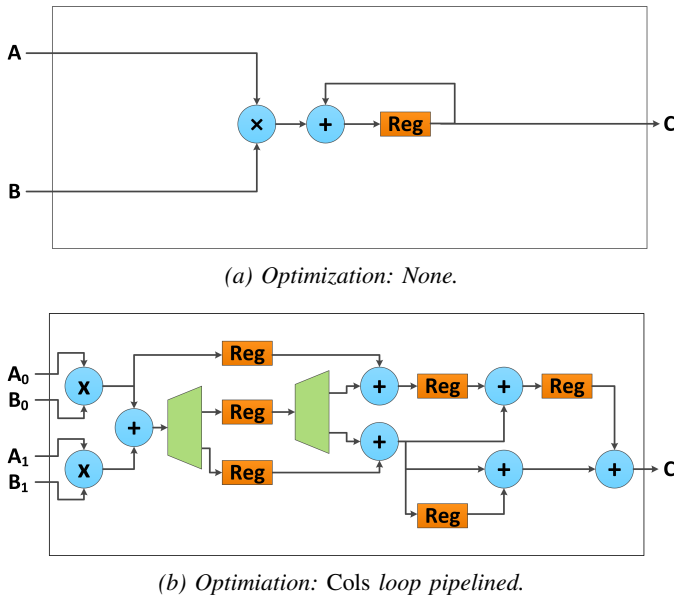 A
B
×
+
Reg
C
(a) Optimization: None.
A0
B0
A1
B1
X
X
+
Reg
Reg
Reg
+
+
Reg
Reg
+
+
Reg
+
C
(b) Optimiation: Cols loop pipelined.